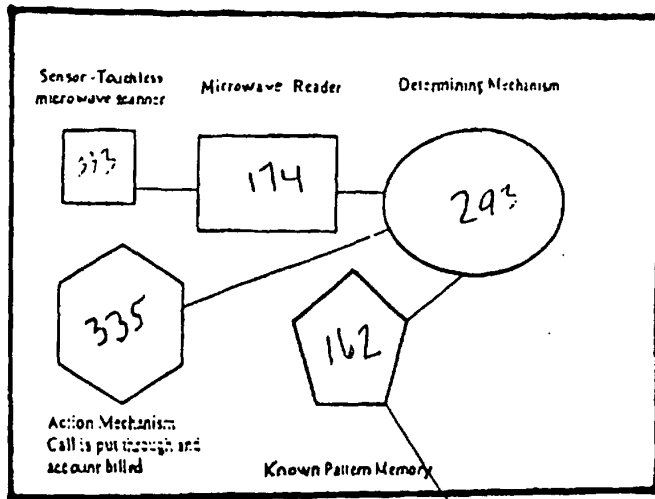 Sensor-Touchless
microwave scanner
Microwave Reader
Determining Mechanism
333
174
293
335
162
Action Mechanism
Call is put through and
account billed
Known Pattern Memory